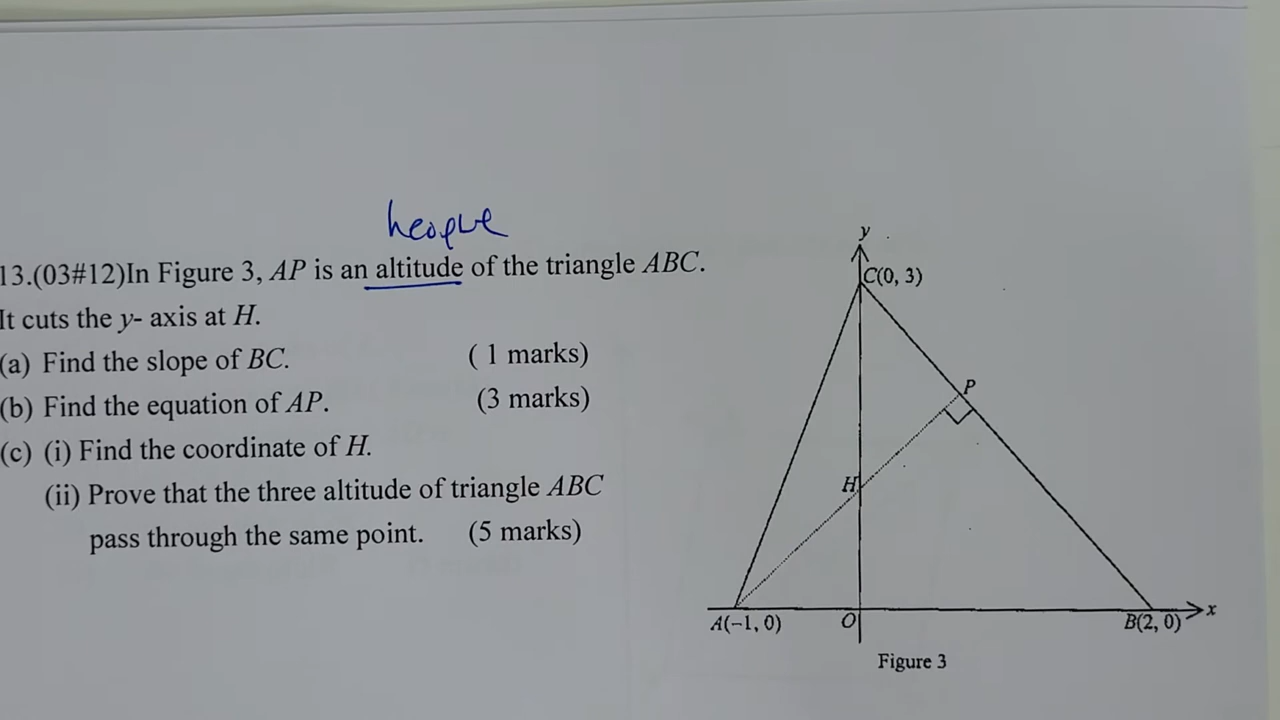 13.(03#12)In Figure 3, AP is an altitude of the triangle ABC.
It cuts the y- axis at H.
(a) Find the slope of BC. ( 1 marks)
(b) Find the equation of AP. (3 marks)
(c) (i) Find the coordinate of H.
(ii) Prove that the three altitude of triangle ABC
pass through the same point. (5 marks)
y
C(0, 3)
P
H
A(−1, 0)
O
B(2, 0)
x
Figure 3